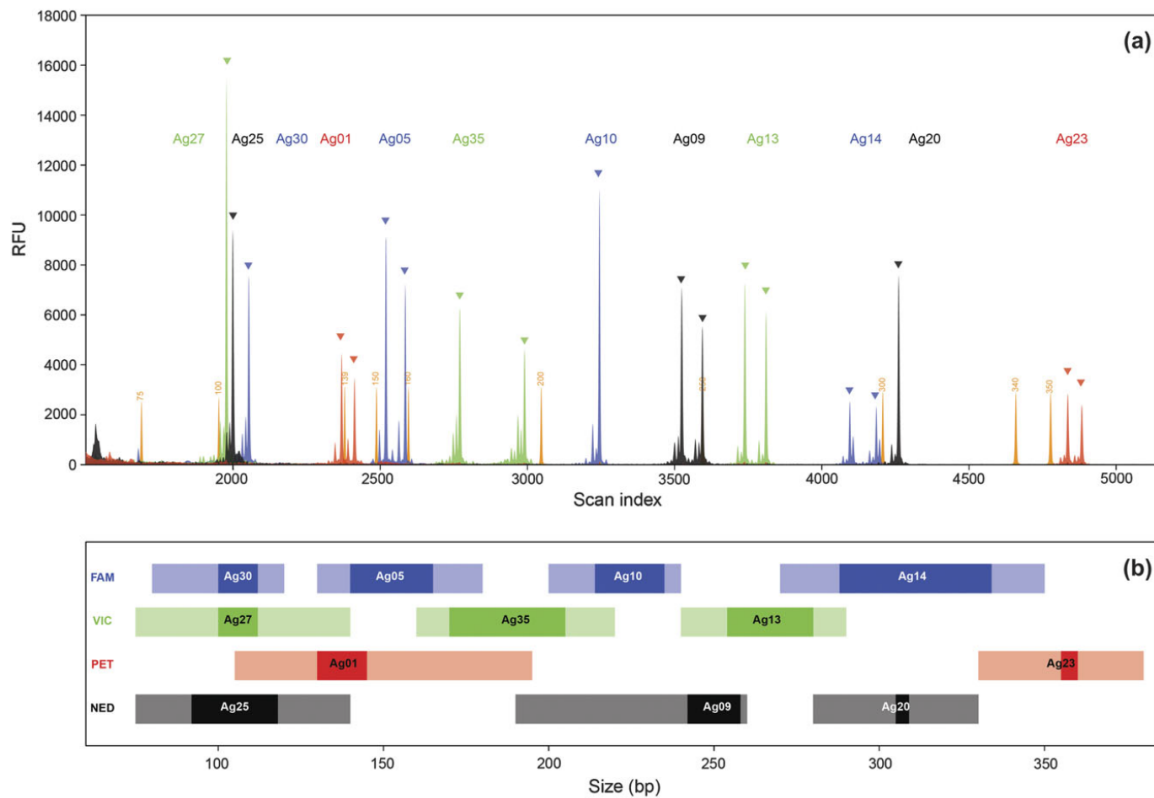 (a)
18000
16000
14000
12000
10000
8000
6000
4000
2000
0
RFU
Ag27 Ag25 Ag30 Ag01 Ag05 Ag35 Ag10 Ag09 Ag13 Ag14 Ag20 Ag23
75 100 139 150 160 200 300 340 350
2000 2500 3000 3500 4000 4500 5000
Scan index
(b)
FAM Ag30 Ag05 Ag10 Ag14
VIC Ag27 Ag35 Ag13
PET Ag01 Ag23
NED Ag25 Ag09 Ag20
100 150 200 250 300 350
Size (bp)